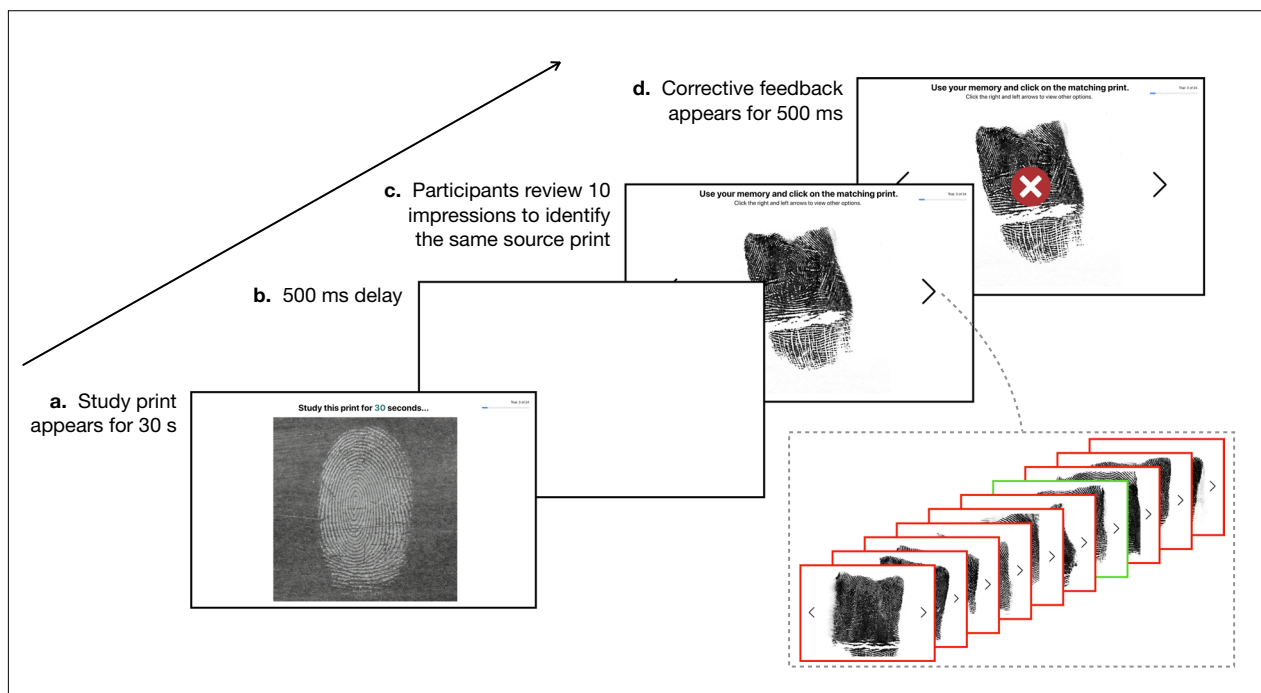 d. Corrective feedback
appears for 500 ms
Use your memory and click on the matching print.
Click the right and left arrows to view other options.
c. Participants review 10
impressions to identify
the same source print
Use your memory and click on the matching print.
Click the right and left arrows to view other options.
b. 500 ms delay
a. Study print
appears for 30 s
Study this print for 30 seconds...